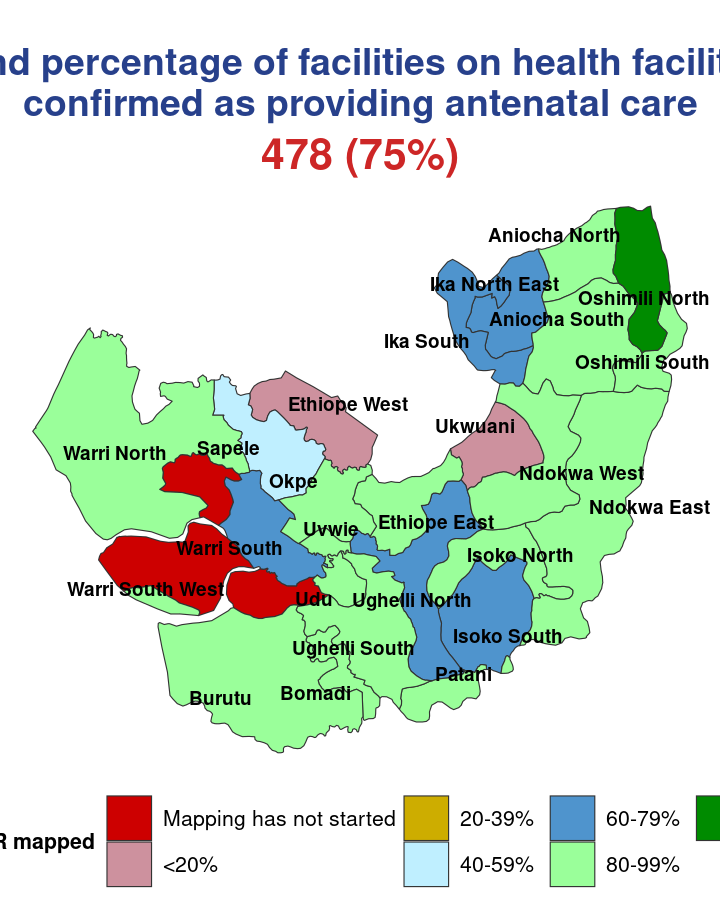 nd percentage of facilities on health facilit
confirmed as providing antenatal care
478 (75%)
Aniocha North
Ika North East
Oshimili North
Aniocha South
Ika South
Oshimili South
Ethiope West
Ukwuani
Sapele
Warri North
Ndokwa West
Okpe
Ndokwa East
Ethiope East
Uvwie
Warri South
Isoko North
Warri South West
Udu
Ughelli North
Isoko South
Ughelli South
Patani
Bomadi
Burutu
R mapped
Mapping has not started
20-39%
60-79%
<20%
40-59%
80-99%